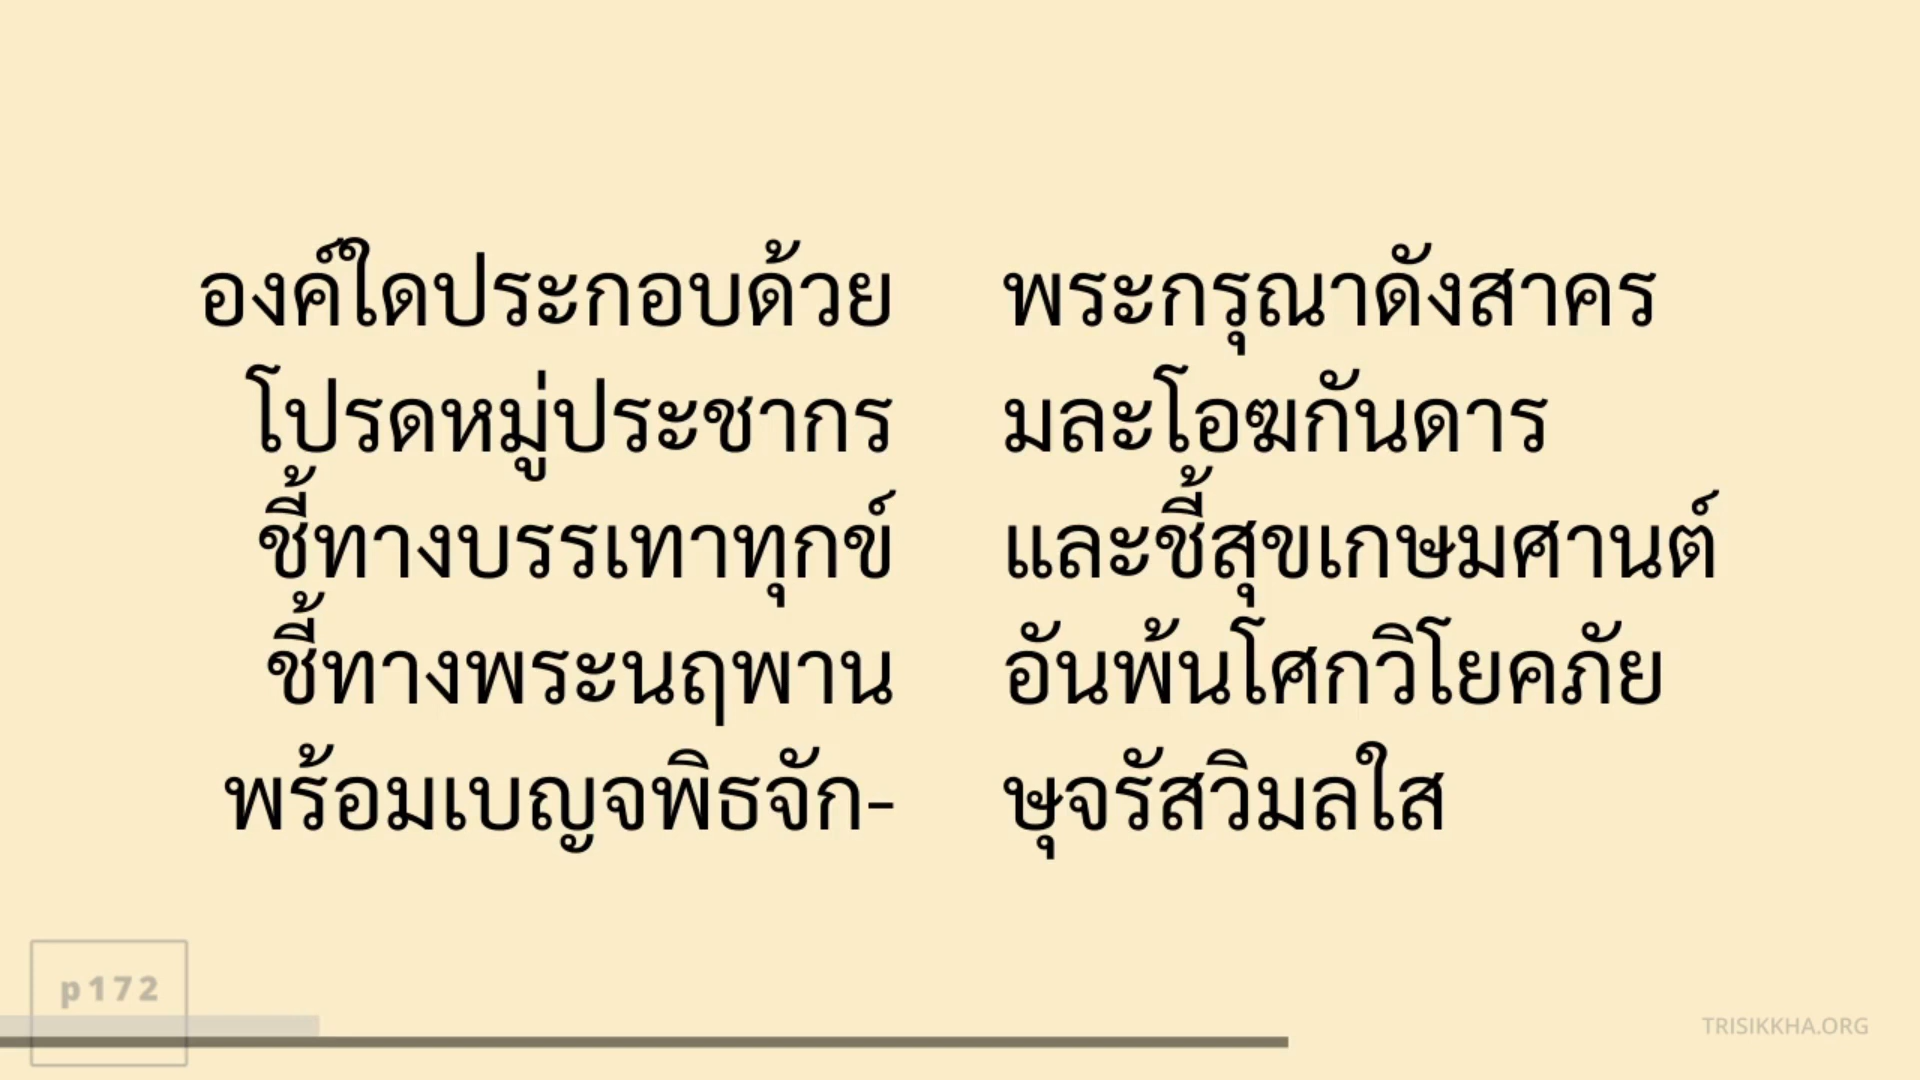 องค์ใดประกอบด้วย พระกรุณาดังสาคร
โปรดหมู่ประชากร มละโอฆกันดาร
ชี้ทางบรรเทาทุกข์ และชี้สุขเกษมศานต์
ชี้ทางพระนฤพาน อันพ้นโศกวิโยคภัย
พร้อมเบญจพิธจัก- ษุจรัสวิมลใส
p172
TRISIKKHA.ORG